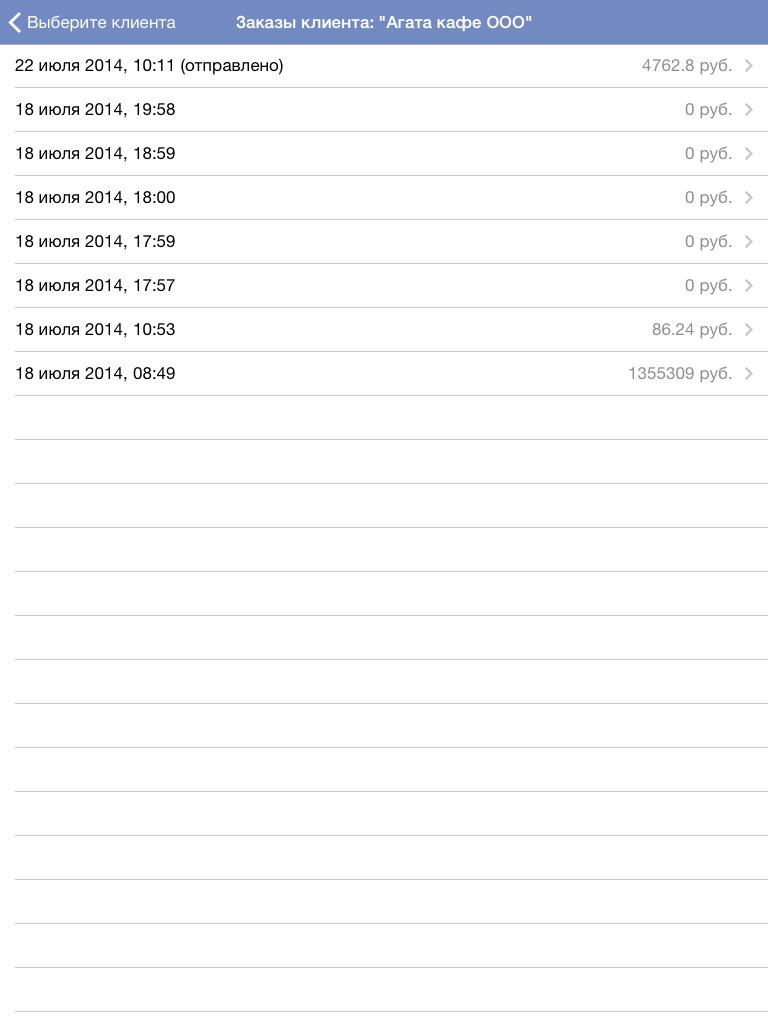 Выберите клиента Заказы клиента: "Агата кафе ООО"
22 июля 2014, 10:11 (отправлено) 4762.8 руб.
18 июля 2014, 19:58 0 руб.
18 июля 2014, 18:59 0 руб.
18 июля 2014, 18:00 0 руб.
18 июля 2014, 17:59 0 руб.
18 июля 2014, 17:57 0 руб.
18 июля 2014, 10:53 86.24 руб.
18 июля 2014, 08:49 1355309 руб.